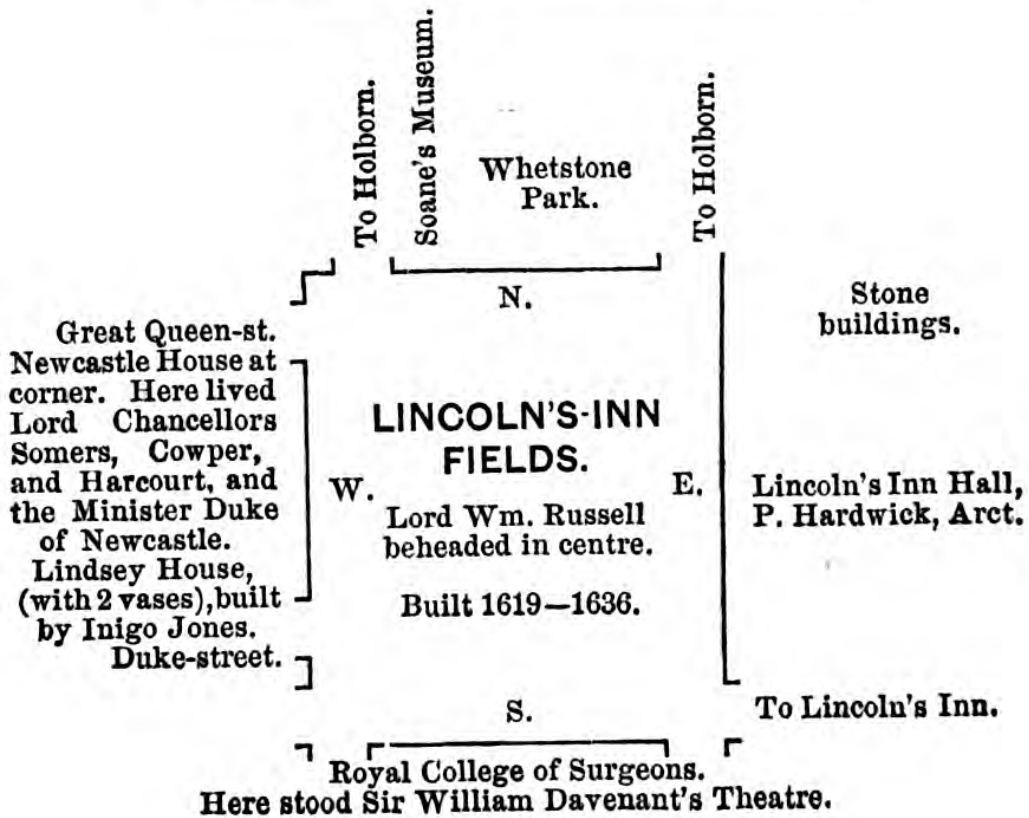 To Holborn.
Soane's Museum.
Whetstone
Park.
To Holborn.
N.
Stone
buildings.
Great Queen-st.
Newcastle House at
corner. Here lived
Lord Chancellors
Somers, Cowper,
and Harcourt, and
the Minister Duke
of Newcastle.
Lindsey House,
(with 2 vases), built
by Inigo Jones.
Duke-street.
W.
LINCOLN'S-INN
FIELDS.
Lord Wm. Russell
beheaded in centre.
Built 1619—1636.
E.
Lincoln's Inn Hall,
P. Hardwick, Arct.
S.
To Lincoln's Inn.
Royal College of Surgeons.
Here stood Sir William Davenant's Theatre.